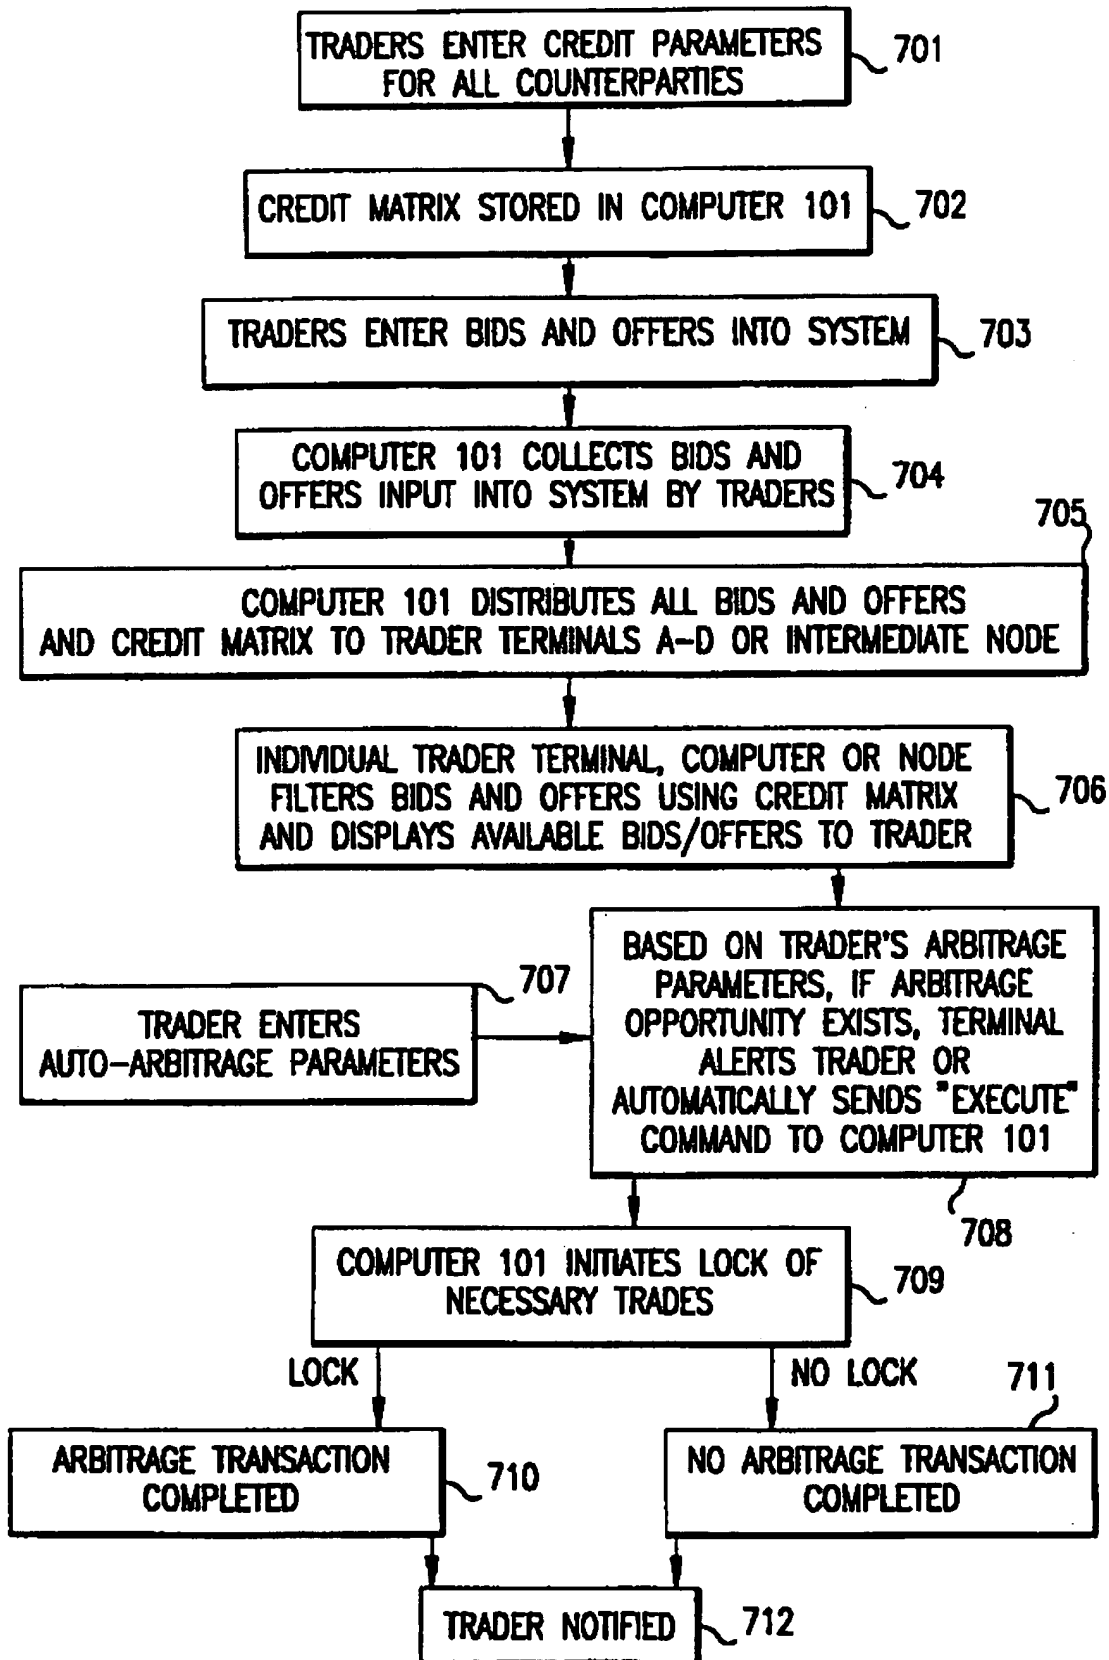 TRADERS ENTER CREDIT PARAMETERS
FOR ALL COUNTERPARTIES
701
CREDIT MATRIX STORED IN COMPUTER 101
702
TRADERS ENTER BIDS AND OFFERS INTO SYSTEM
703
COMPUTER 101 COLLECTS BIDS AND
OFFERS INPUT INTO SYSTEM BY TRADERS
704
705
COMPUTER 101 DISTRIBUTES ALL BIDS AND OFFERS
AND CREDIT MATRIX TO TRADER TERMINALS A-D OR INTERMEDIATE NODE
INDIVIDUAL TRADER TERMINAL, COMPUTER OR NODE
FILTERS BIDS AND OFFERS USING CREDIT MATRIX
AND DISPLAYS AVAILABLE BIDS/OFFERS TO TRADER
706
707
TRADER ENTERS
AUTO-ARBITRAGE PARAMETERS
BASED ON TRADER'S ARBITRAGE
PARAMETERS, IF ARBITRAGE
OPPORTUNITY EXISTS, TERMINAL
ALERTS TRADER OR
AUTOMATICALLY SENDS "EXECUTE"
COMMAND TO COMPUTER 101
708
COMPUTER 101 INITIATES LOCK OF
NECESSARY TRADES
709
LOCK
NO LOCK
711
ARBITRAGE TRANSACTION
COMPLETED
710
NO ARBITRAGE TRANSACTION
COMPLETED
TRADER NOTIFIED
712